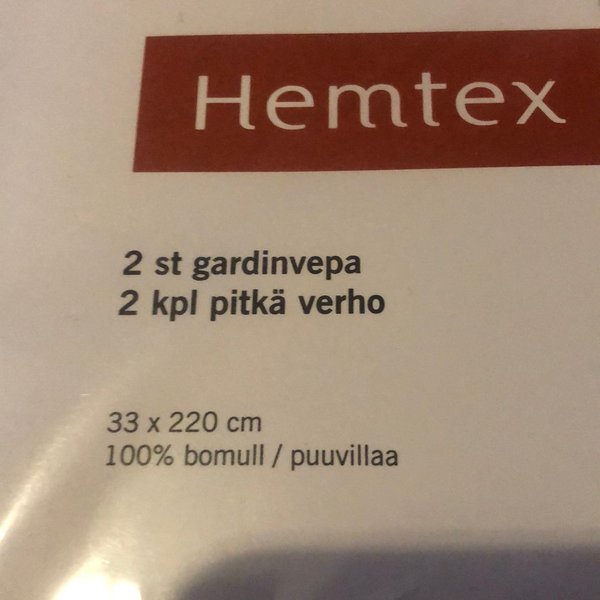 Hemtex
2 st gardinvepa
2 kpl pitkä verho
33 x 220 cm
100% bomull / puuvillaa